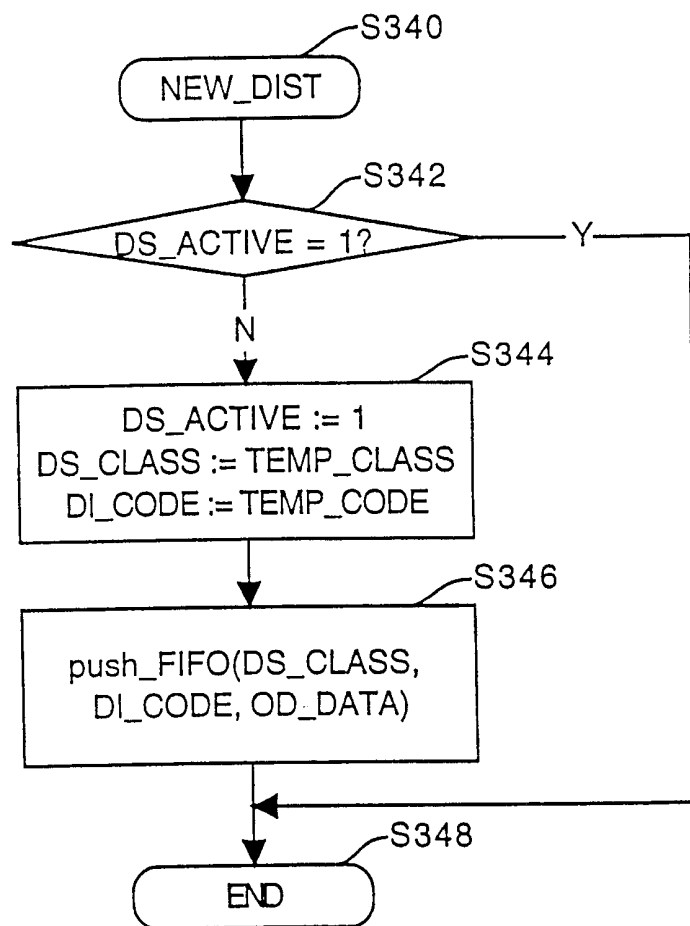 S340
NEW_DIST
S342
DS_ACTIVE = 1?
Y
N
S344
DS_ACTIVE := 1
DS_CLASS := TEMP_CLASS
DI_CODE := TEMP_CODE
S346
push_FIFO(DS_CLASS,
DI_CODE, OD_DATA)
S348
END